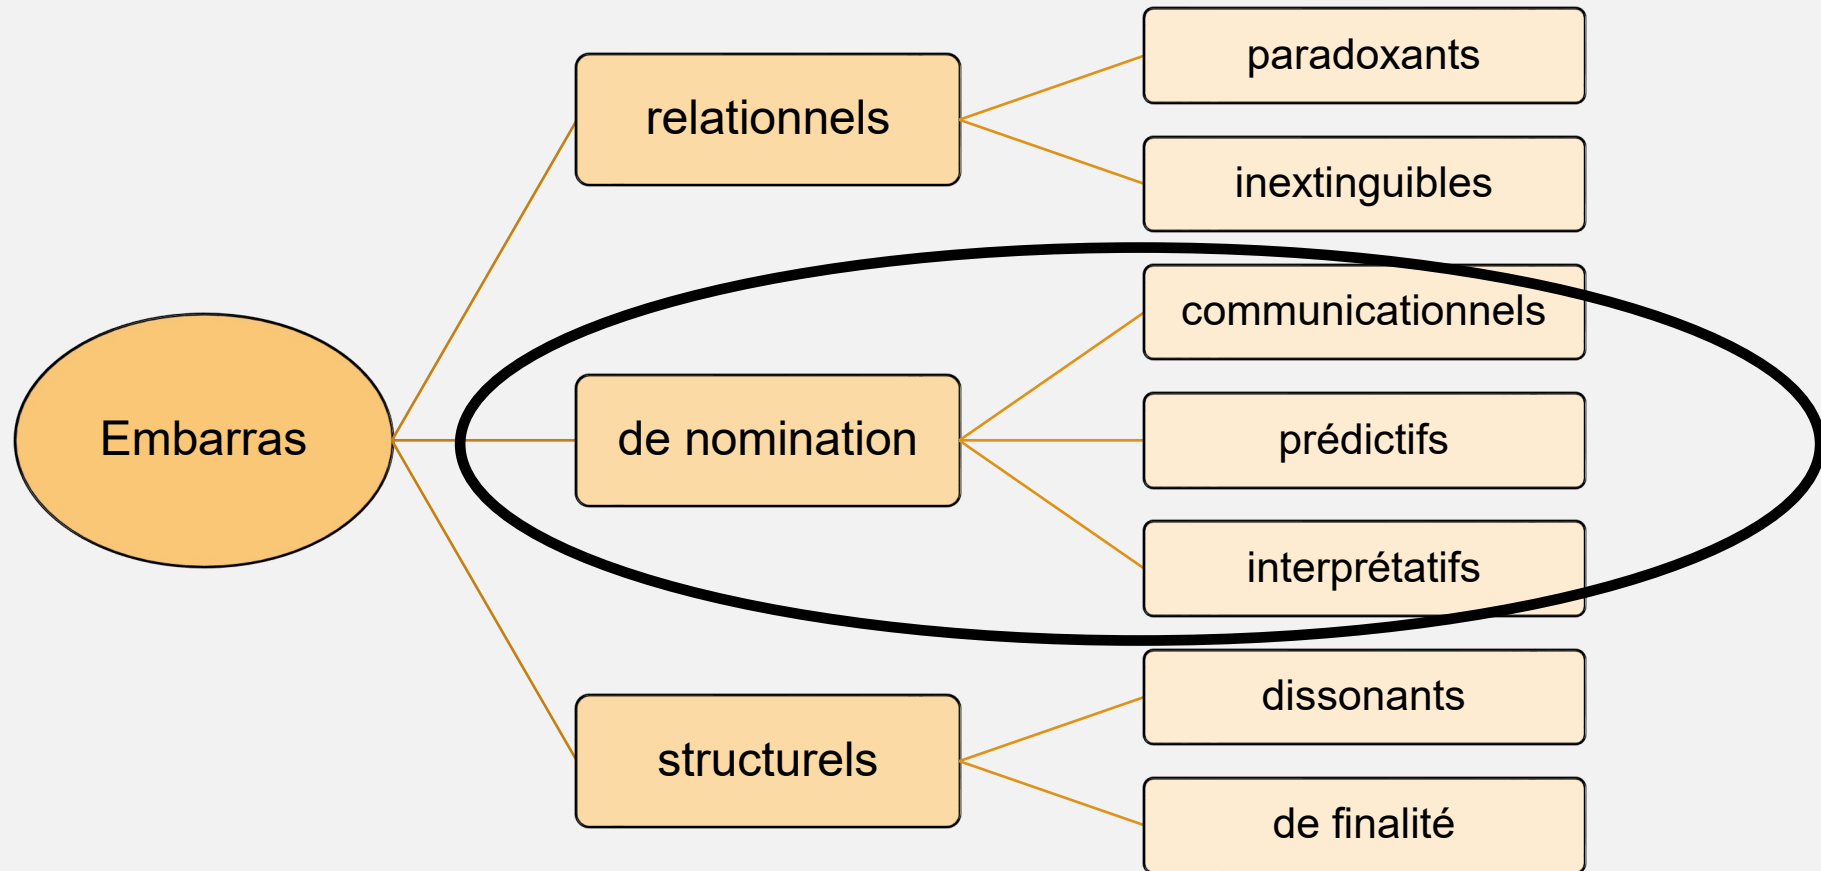 Embarras
relationnels
paradoxants
inextinguibles
de nomination
communicationnels
prédictifs
interprétatifs
structurels
dissonants
de finalité